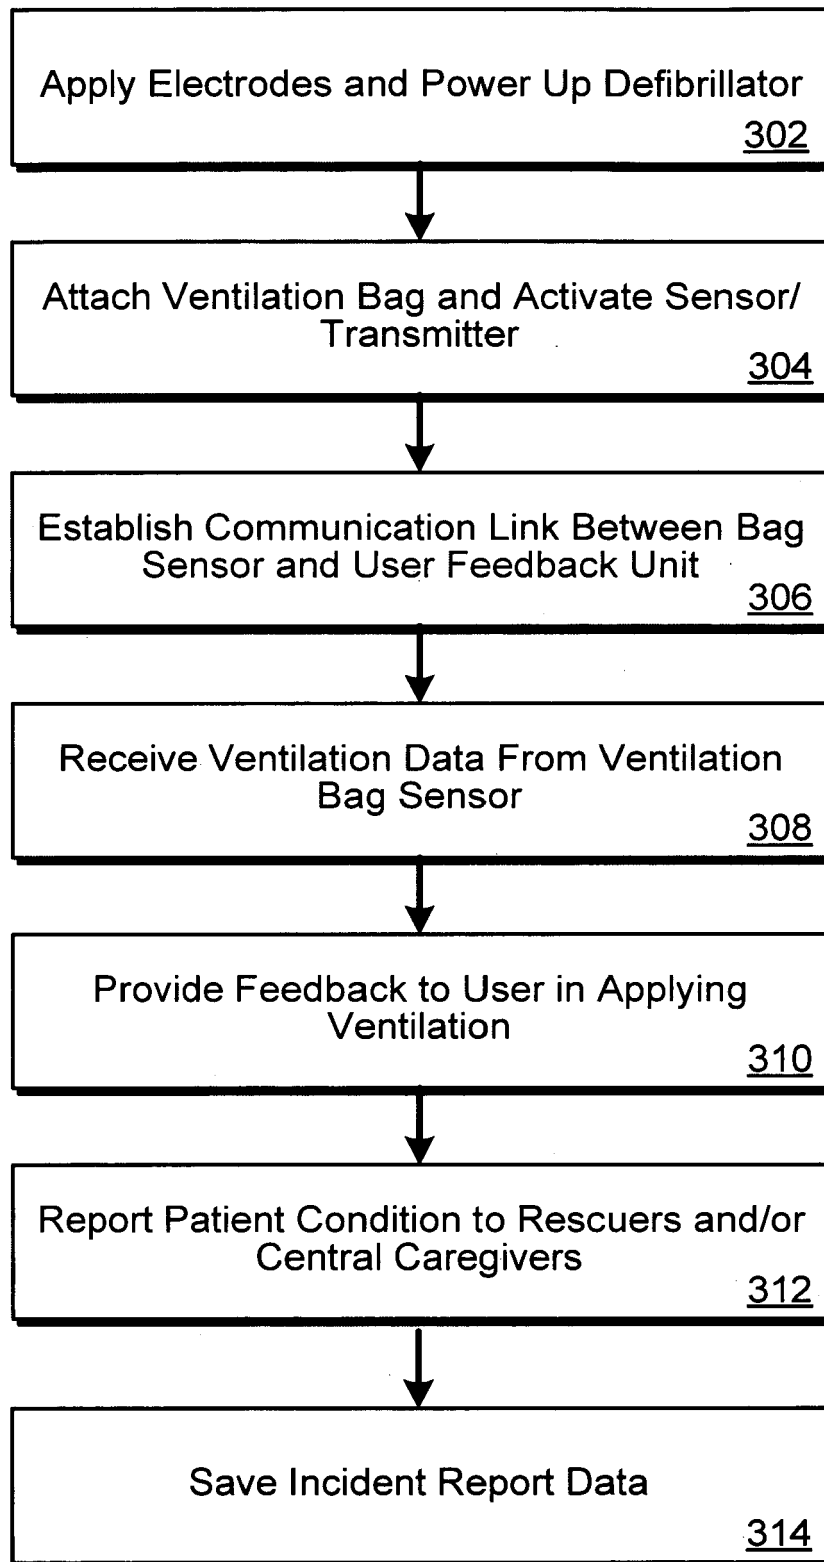 Apply Electrodes and Power Up Defibrillator
302
Attach Ventilation Bag and Activate Sensor/
Transmitter
304
Establish Communication Link Between Bag
Sensor and User Feedback Unit
306
Receive Ventilation Data From Ventilation
Bag Sensor
308
Provide Feedback to User in Applying
Ventilation
310
Report Patient Condition to Rescuers and/or
Central Caregivers
312
Save Incident Report Data
314